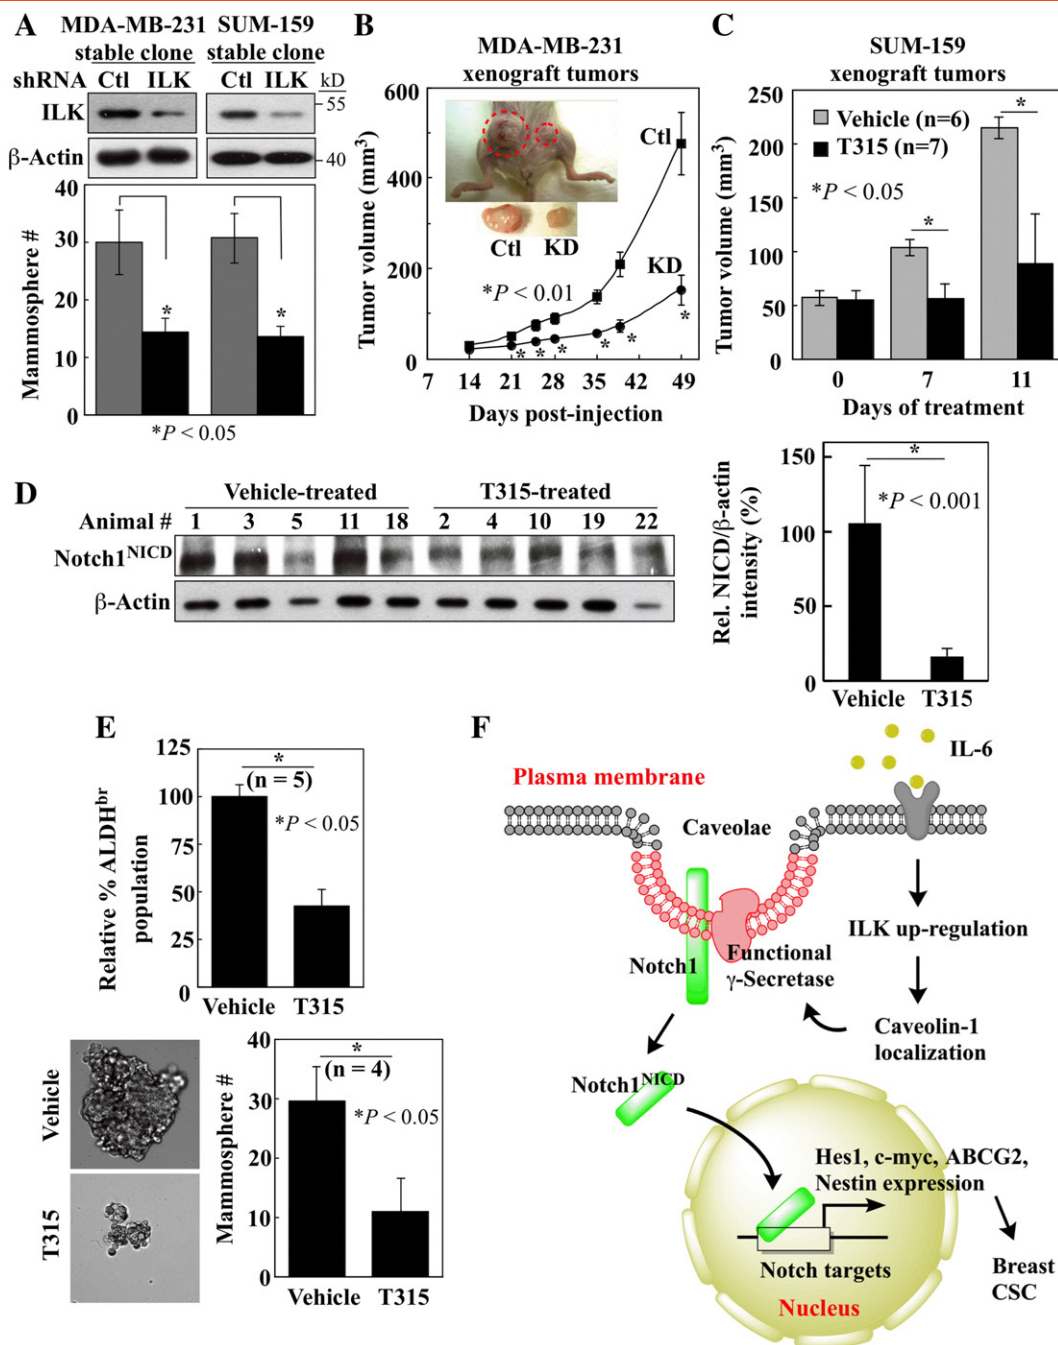 A
MDA-MB-231 SUM-159
stable clone stable clone
shRNA Ctl ILK Ctl ILK kD
ILK
55
β-Actin
40
Mammosphere #
40
30
20
10
0
*
*
*P < 0.05
B
MDA-MB-231
xenograft tumors
Tumor volume (mm³)
600
400
200
0
Ctl
Ctl KD
KD
*P < 0.01
* * * * * *
7 14 21 28 35 42 49
Days post-injection
C
SUM-159
xenograft tumors
Tumor volume (mm³)
250
200
150
100
50
0
Vehicle (n=6)
T315 (n=7)
*P < 0.05
*
*
0 7 11
Days of treatment
D
Vehicle-treated T315-treated
Animal # 1 3 5 11 18 2 4 10 19 22
Notch1NICD
β-Actin
Rel. NICD/β-actin
intensity (%)
150
100
50
0
*
*P < 0.001
Vehicle T315
E
Relative % ALDHbr
population
125
100
75
50
25
0
*
(n = 5)
*P < 0.05
Vehicle T315
Vehicle
T315
Mammosphere #
40
30
20
10
0
*
(n = 4)
*P < 0.05
Vehicle T315
F
IL-6
Plasma membrane
Caveolae
ILK up-regulation
Notch1
Functional
γ-Secretase
Caveolin-1
localization
Notch1NICD
Hes1, c-myc, ABCG2,
Nestin expression
Notch targets
Breast
CSC
Nucleus